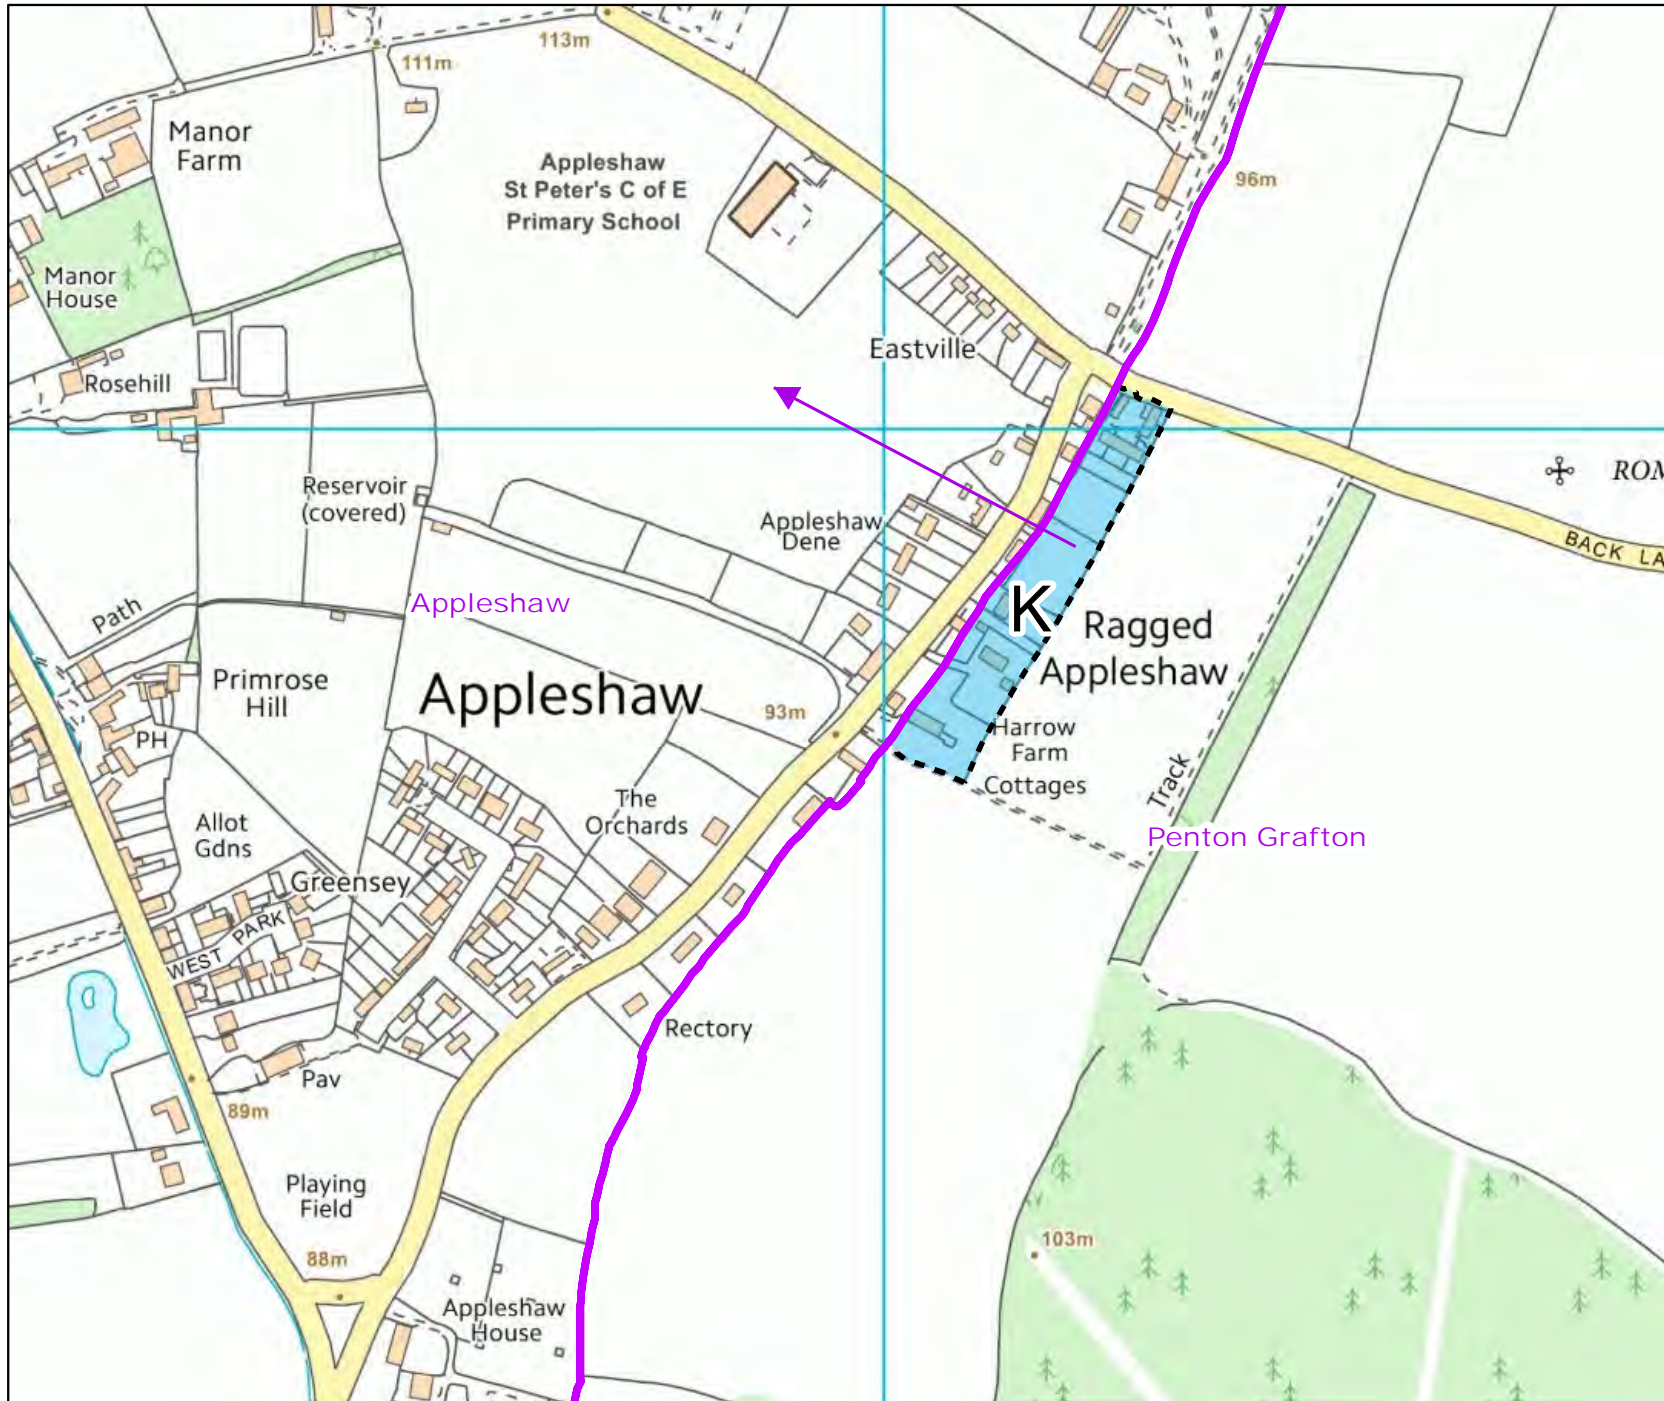 113m
111m
Manor
Farm
Appleshaw
St Peter's C of E
Primary School
96m
Manor
House
Eastville
Rosehill
Reservoir
(covered)
Appleshaw
Dene
ROM
BACK LA
Path
Appleshaw
K
Ragged
Appleshaw
Primrose
Hill
Appleshaw
93m
PH
Harrow
Farm
Cottages
Track
The
Orchards
Allot
Gdns
Penton Grafton
Greensey
WEST PARK
Rectory
Pav
89m
Playing
Field
103m
88m
Appleshaw
House